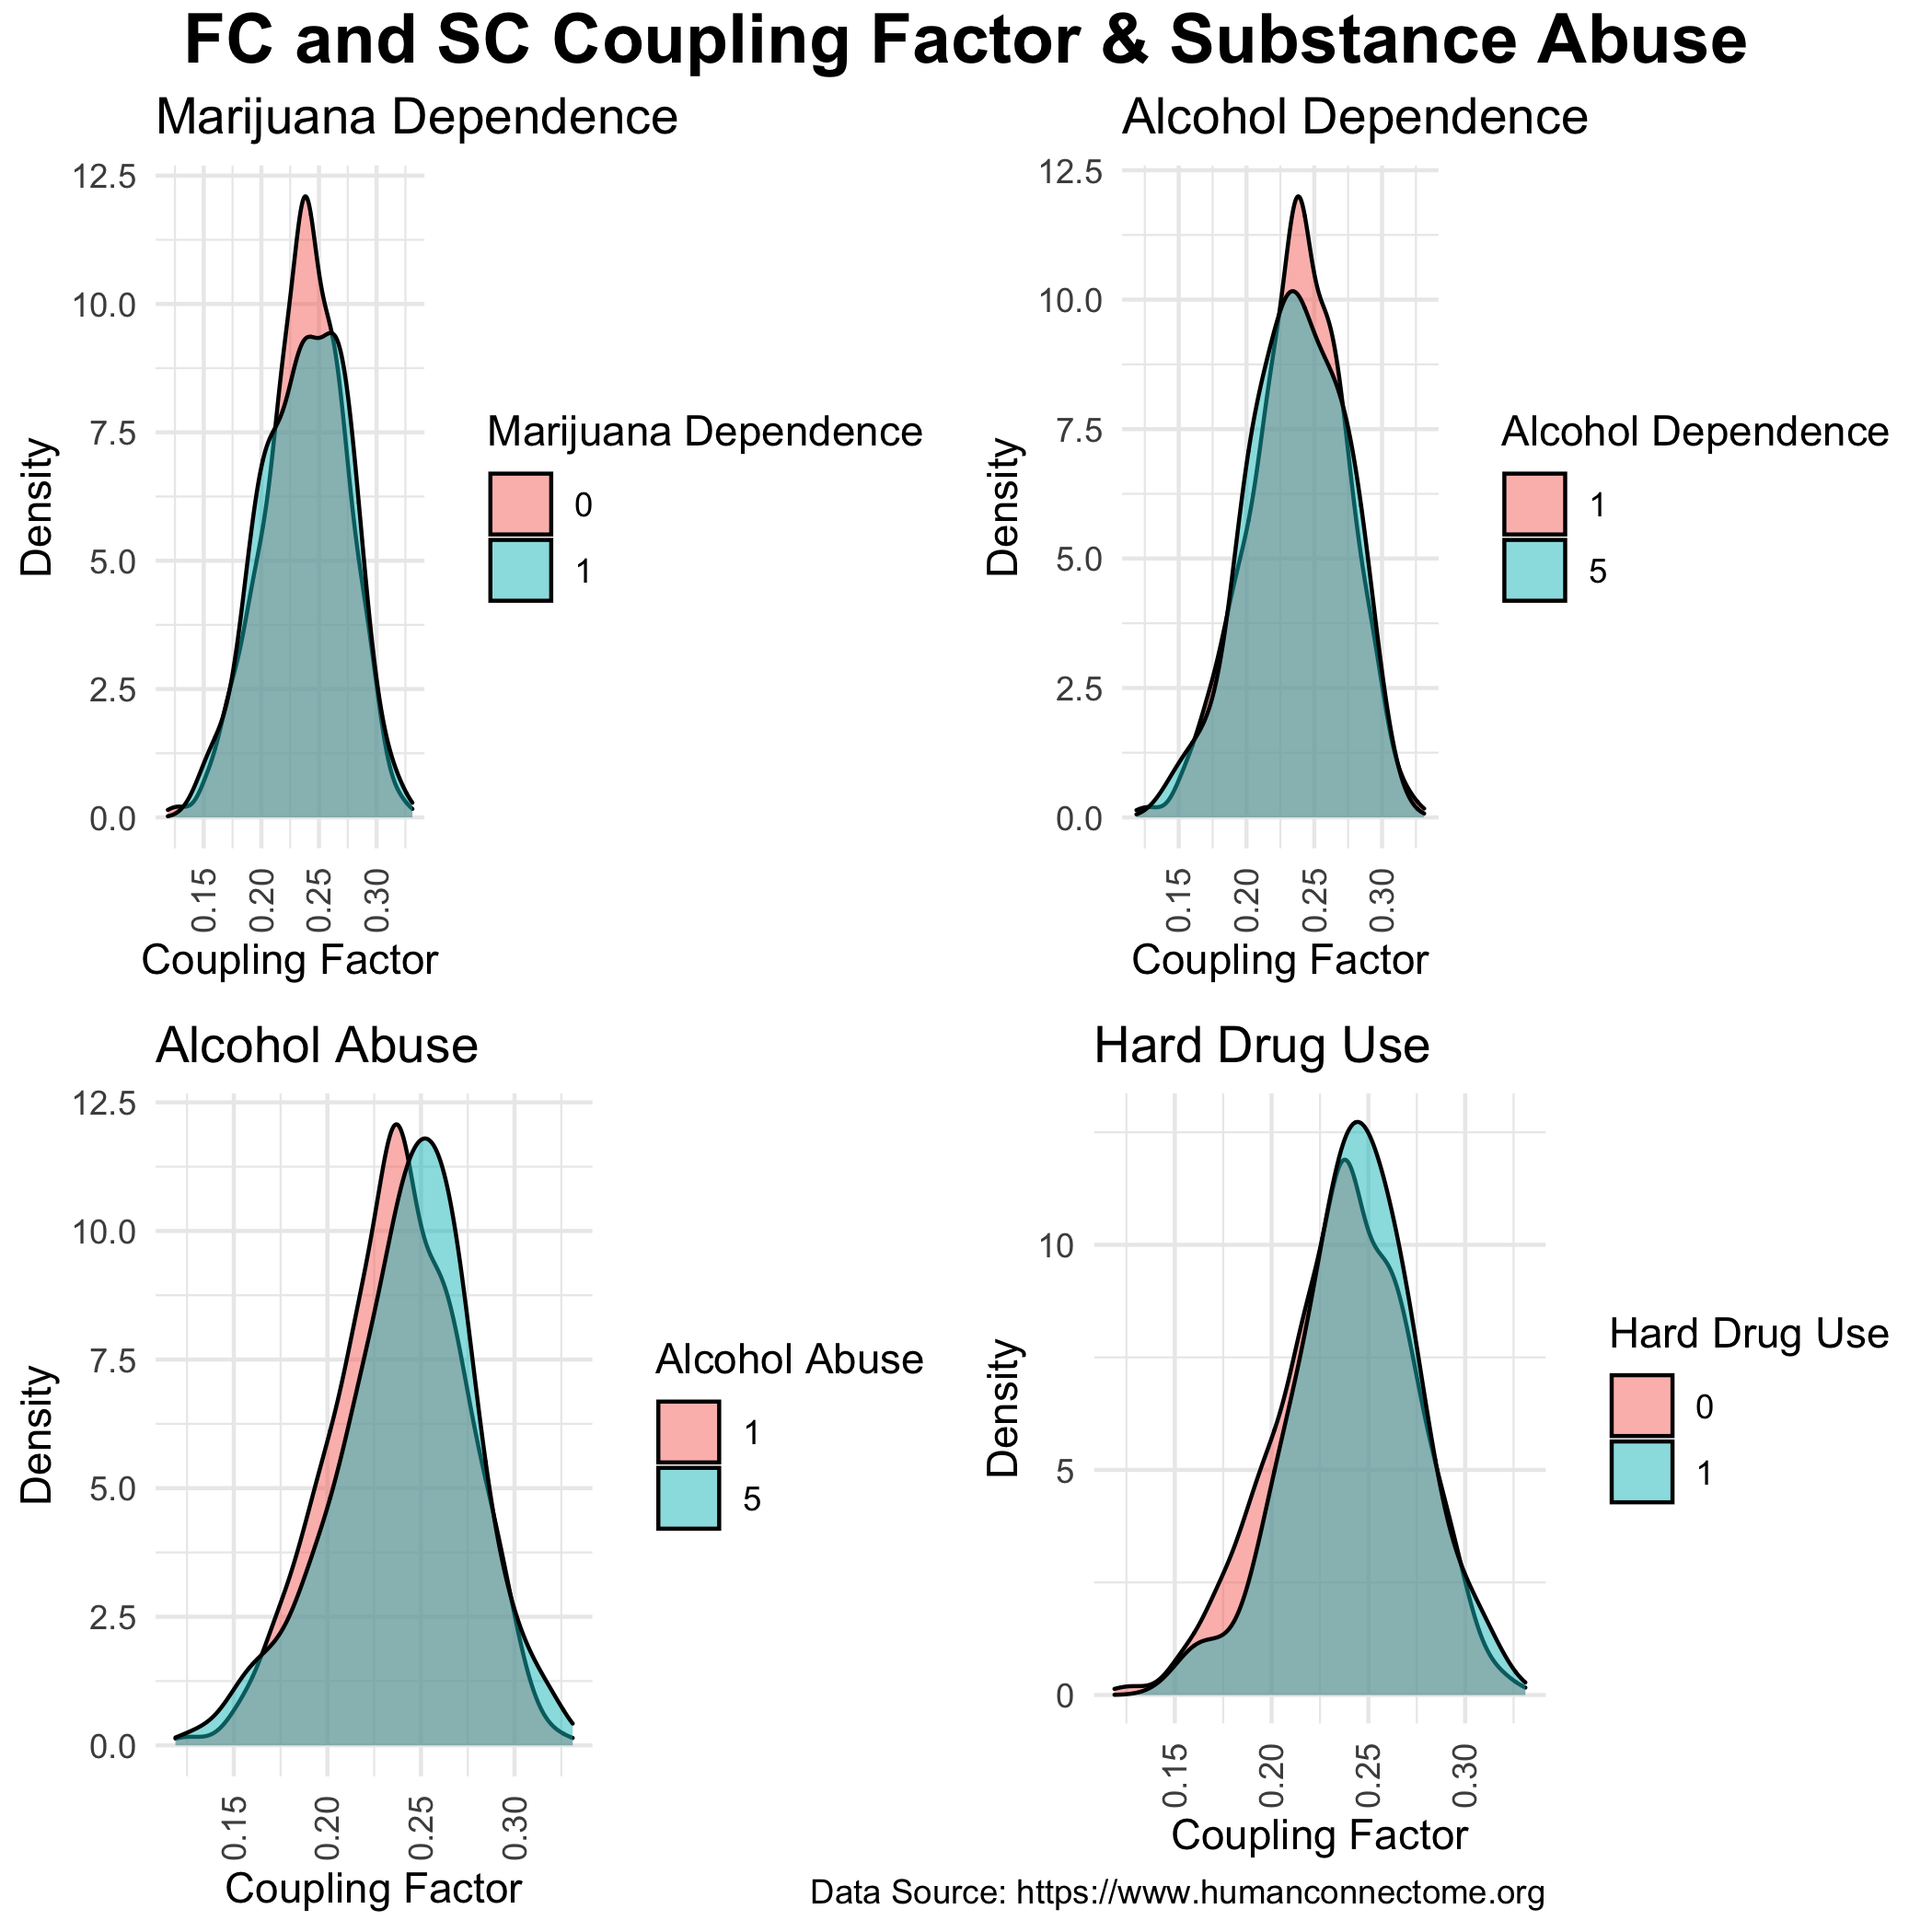 FC and SC Coupling Factor & Substance Abuse
Marijuana Dependence
12.5
10.0
7.5
5.0
2.5
0.0
Density
0.15
0.20
0.25
0.30
Coupling Factor
Marijuana Dependence
0
1
Alcohol Dependence
12.5
10.0
7.5
5.0
2.5
0.0
Density
0.15
0.20
0.25
0.30
Coupling Factor
Alcohol Dependence
1
5
Alcohol Abuse
12.5
10.0
7.5
5.0
2.5
0.0
Density
0.15
0.20
0.25
0.30
Coupling Factor
Alcohol Abuse
1
5
Hard Drug Use
10
5
0
Density
0.15
0.20
0.25
0.30
Coupling Factor
Hard Drug Use
0
1
Data Source: https://www.humanconnectome.org